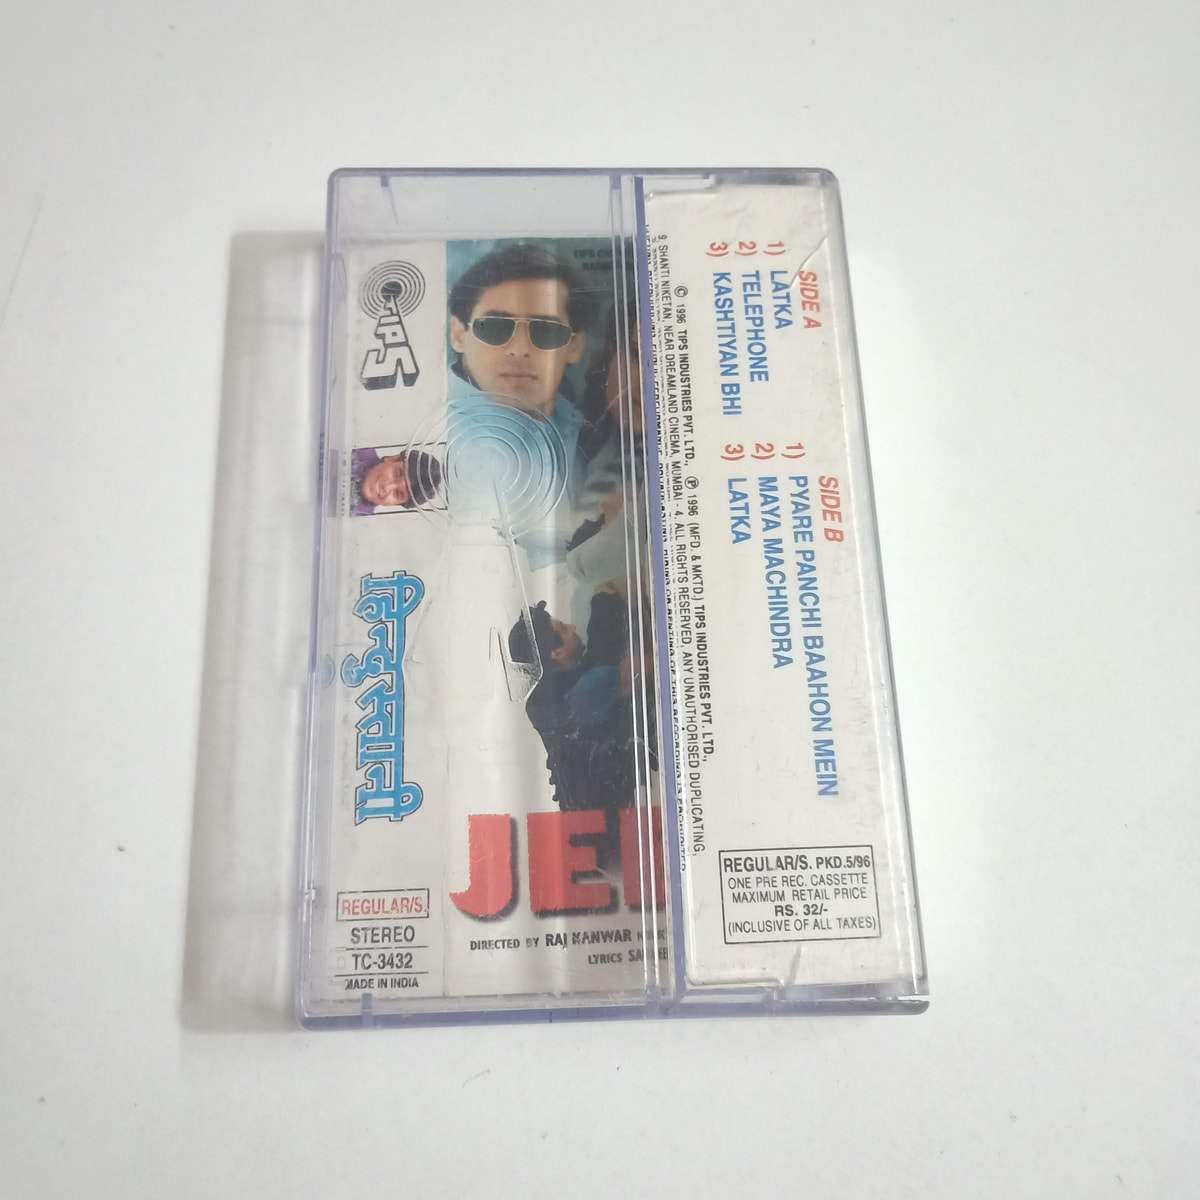 TIPS
हिन्दुस्तानी
REGULAR/S.
STEREO
TC-3432
MADE IN INDIA
DIRECTED BY RAJ KANWAR
LYRICS
SIDE A
1) LATKA
2) TELEPHONE
3) KASHTIYAN BHI
SIDE B
1) PYARE PANCHI BAAHON MEIN
2) MAYA MACHINDRA
3) LATKA
© 1996 TIPS INDUSTRIES PVT. LTD., ℗ 1996 (MFD. & MKTD.) TIPS INDUSTRIES PVT. LTD.,
9, SHANTI NIKETAN, NEAR DREAMLAND CINEMA, MUMBAI - 4. ALL RIGHTS RESERVED, ANY UNAUTHORISED DUPLICATING,
REGULAR/S. PKD.5/96
ONE PRE REC. CASSETTE
MAXIMUM RETAIL PRICE
RS. 32/-
(INCLUSIVE OF ALL TAXES)